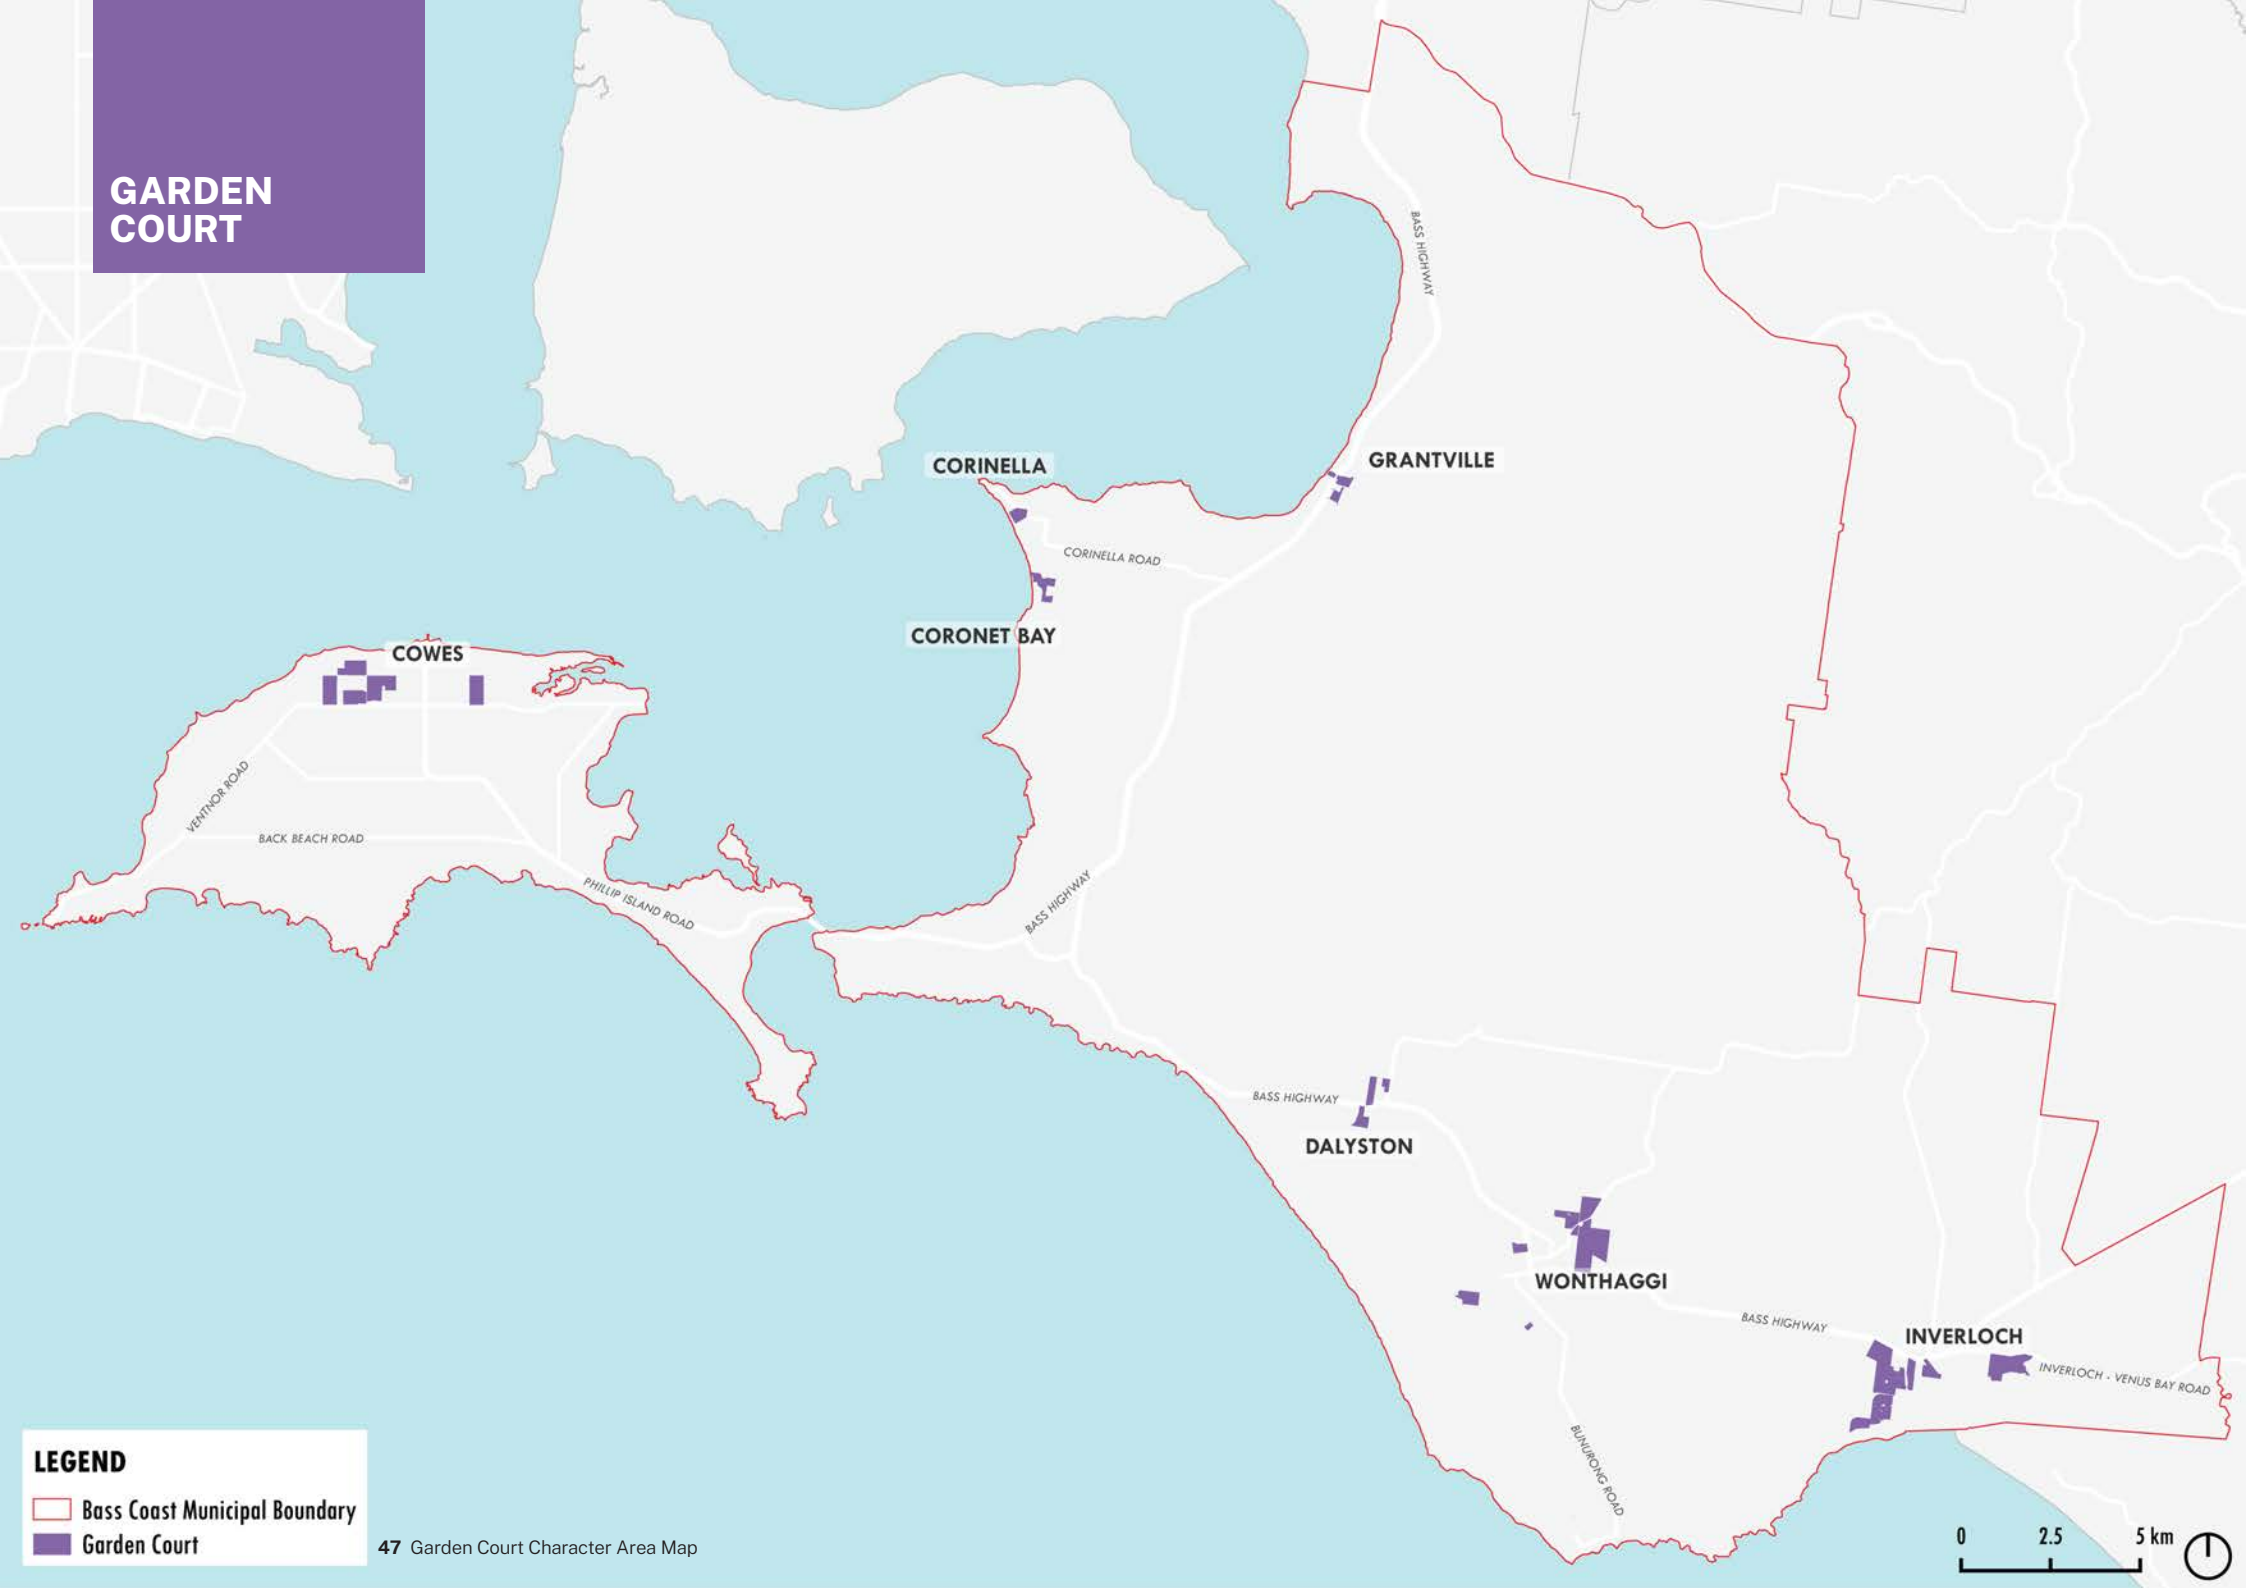 GARDEN
COURT
BASS HIGHWAY
CORINELLA
GRANTVILLE
CORINELLA ROAD
CORONET BAY
COWES
VENTNOR ROAD
BACK BEACH ROAD
PHILLIP ISLAND ROAD
BASS HIGHWAY
BASS HIGHWAY
DALYSTON
WONTHAGGI
BASS HIGHWAY
INVERLOCH
INVERLOCH - VENUS BAY ROAD
BUNURONG ROAD
LEGEND
Bass Coast Municipal Boundary
Garden Court
47 Garden Court Character Area Map
0 2.5 5 km